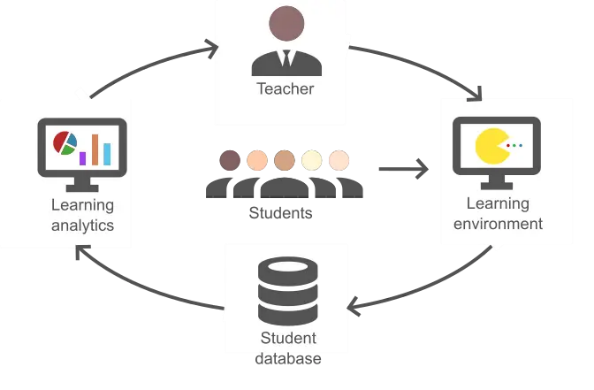 Teacher
Learning
analytics
Students
Learning
environment
Student
database